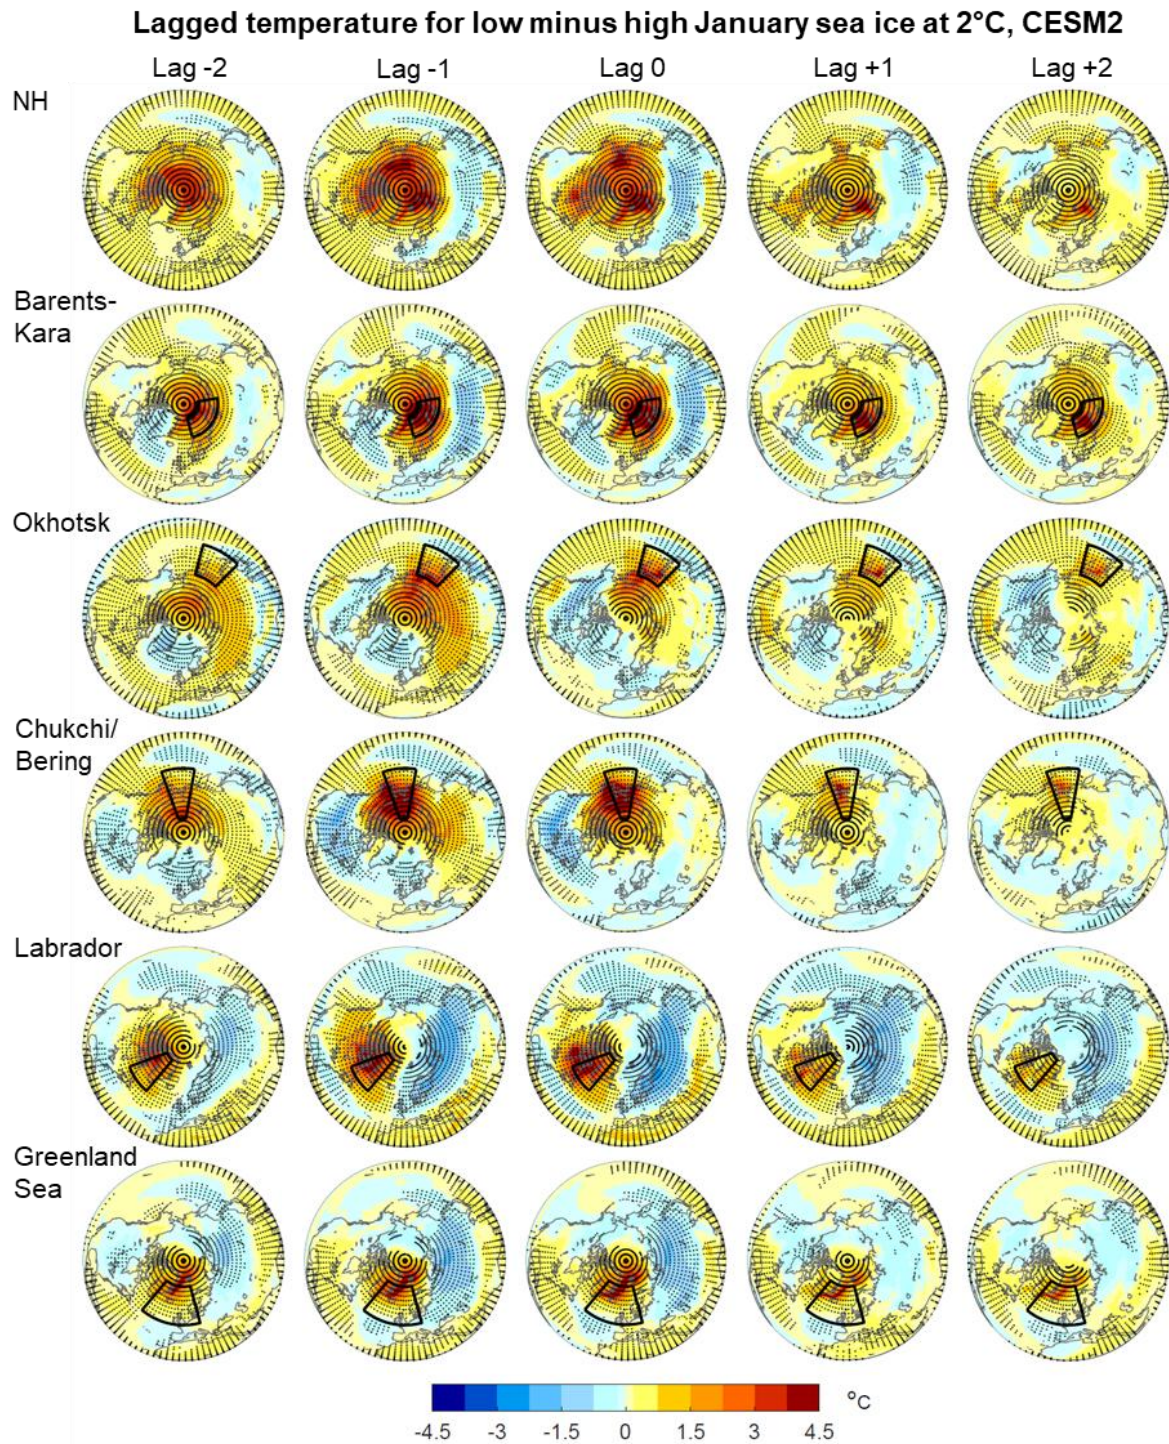 Lagged temperature for low minus high January sea ice at 2°C, CESM2
Lag -2 Lag -1 Lag 0 Lag +1 Lag +2
NH
Barents-
Kara
Okhotsk
Chukchi/
Bering
Labrador
Greenland
Sea
°C
-4.5 -3 -1.5 0 1.5 3 4.5